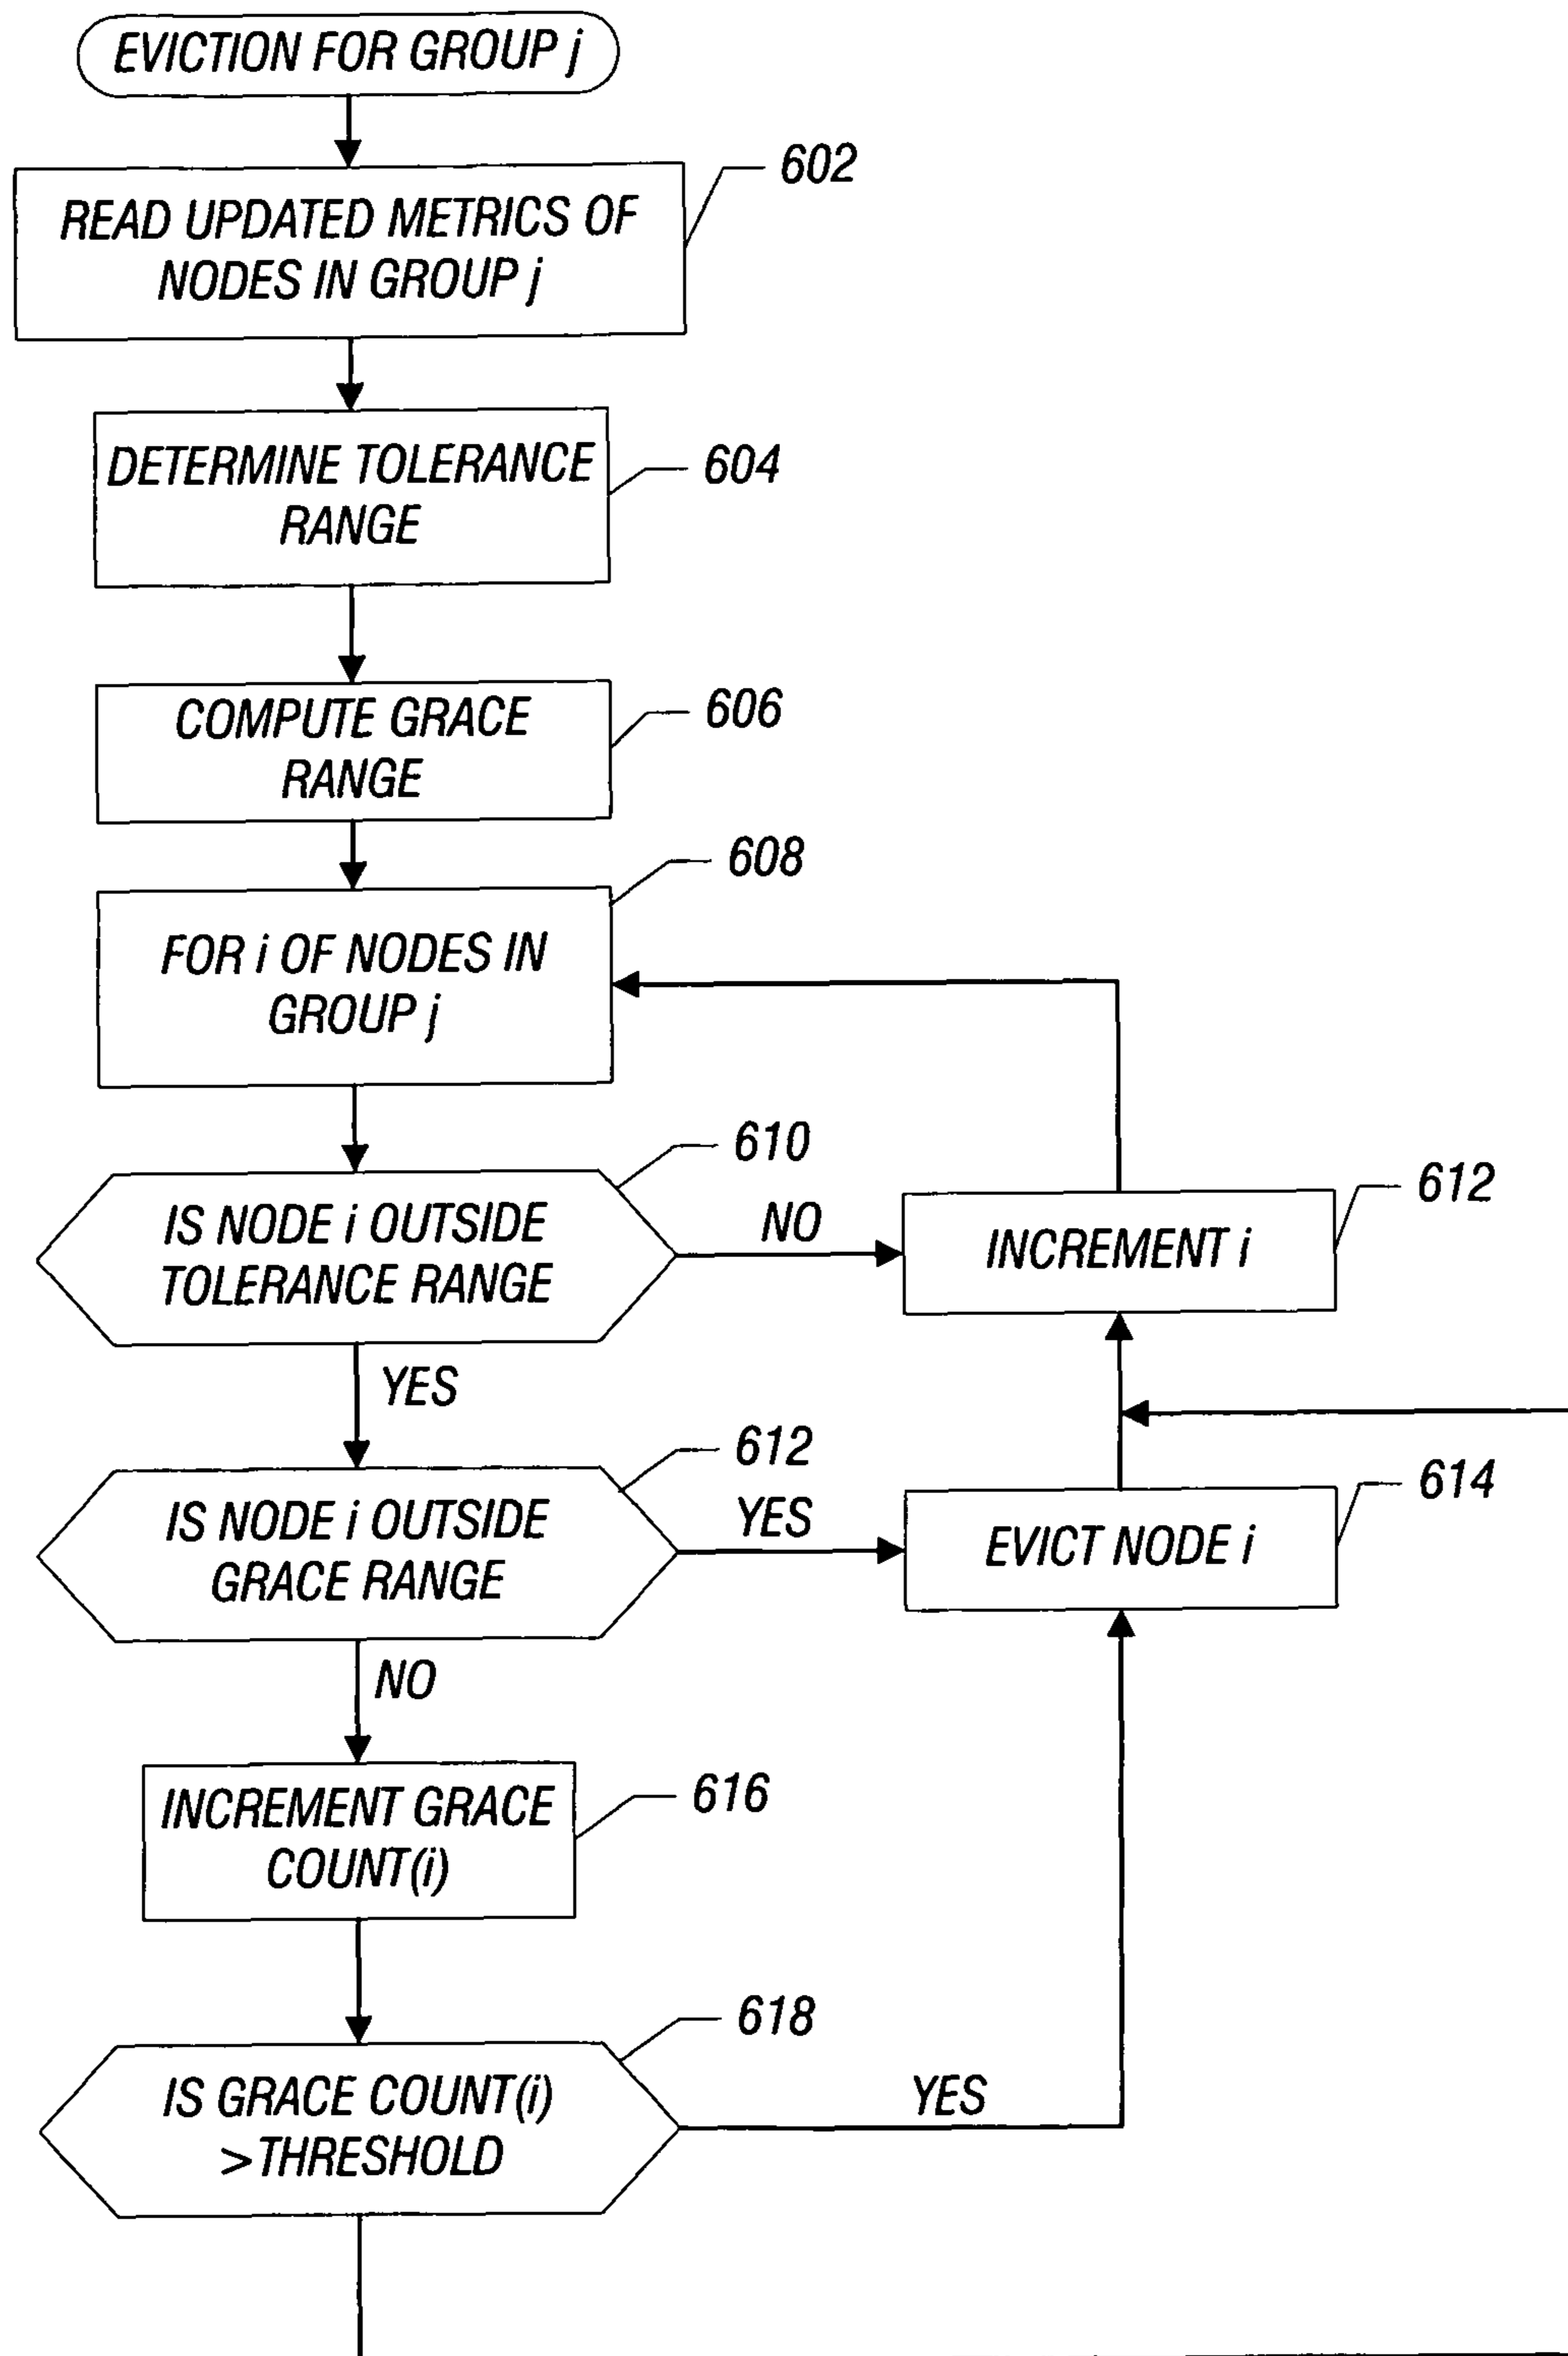 EVICTION FOR GROUP j
602
READ UPDATED METRICS OF
NODES IN GROUP j
DETERMINE TOLERANCE
RANGE
604
COMPUTE GRACE
RANGE
606
608
FOR i OF NODES IN
GROUP j
610
IS NODE i OUTSIDE
TOLERANCE RANGE
NO
INCREMENT i
612
YES
612
IS NODE i OUTSIDE
GRACE RANGE
YES
EVICT NODE i
614
NO
INCREMENT GRACE
COUNT(i)
616
618
IS GRACE COUNT(i)
>THRESHOLD
YES